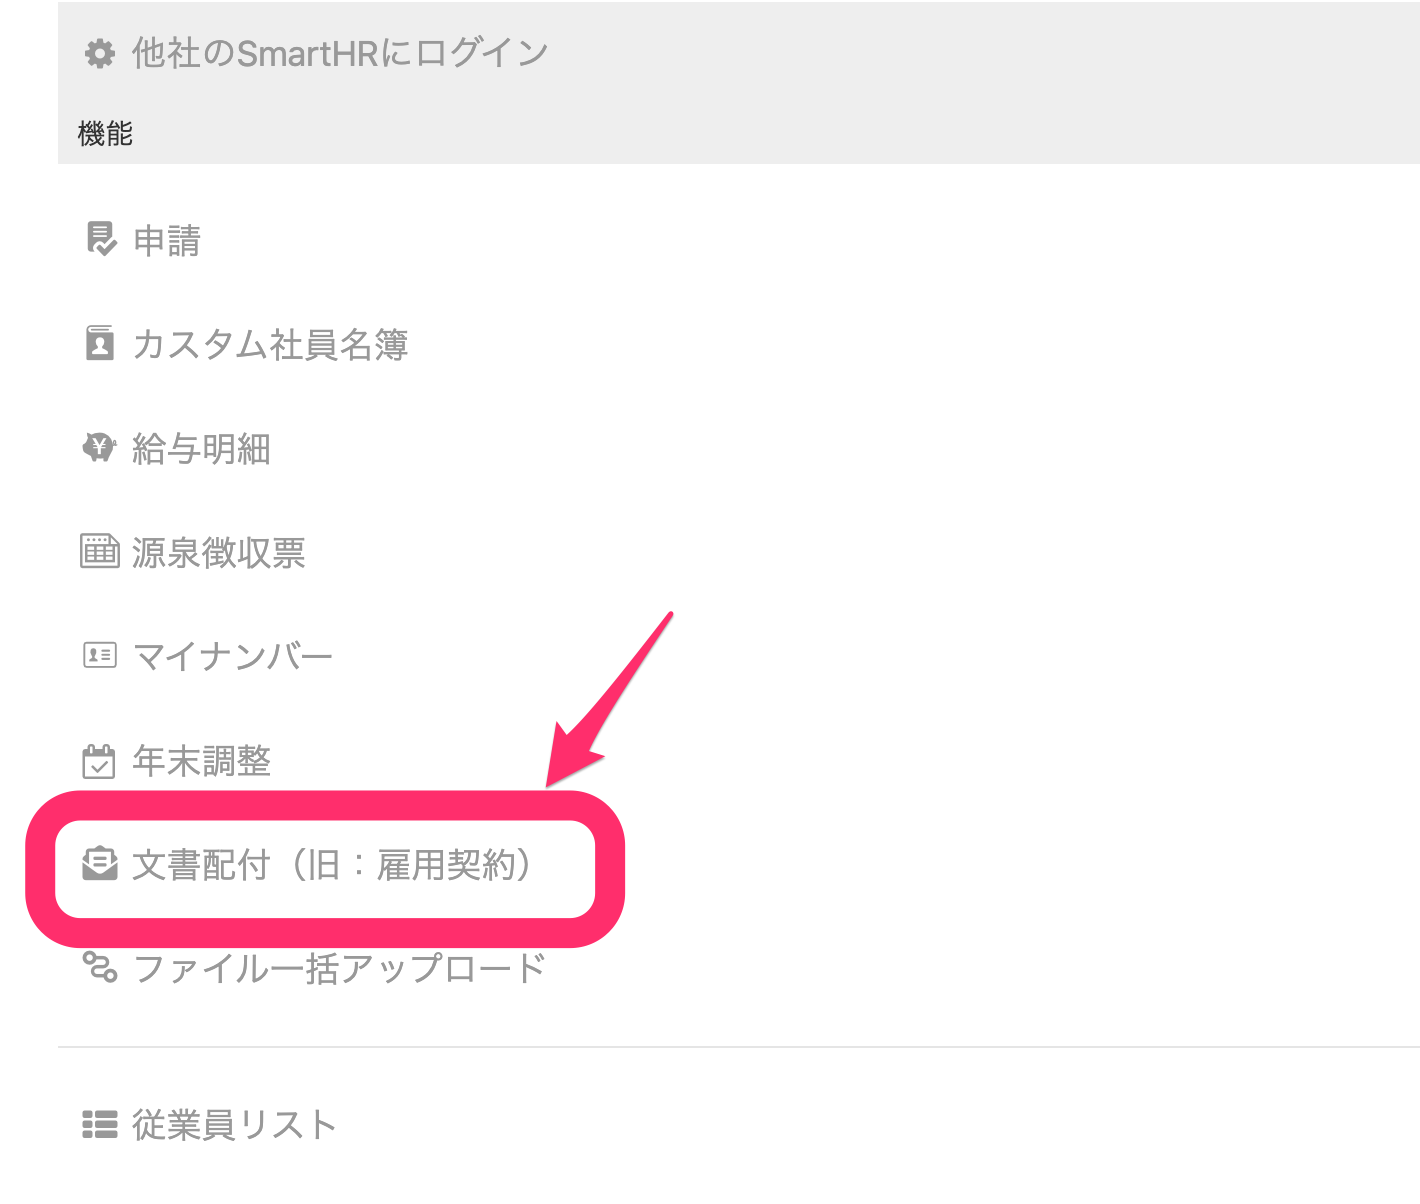 他社のSmartHRにログイン
機能
申請
カスタム社員名簿
給与明細
源泉徴収票
マイナンバー
年末調整
文書配付（旧：雇用契約）
ファイル一括アップロード
従業員リスト